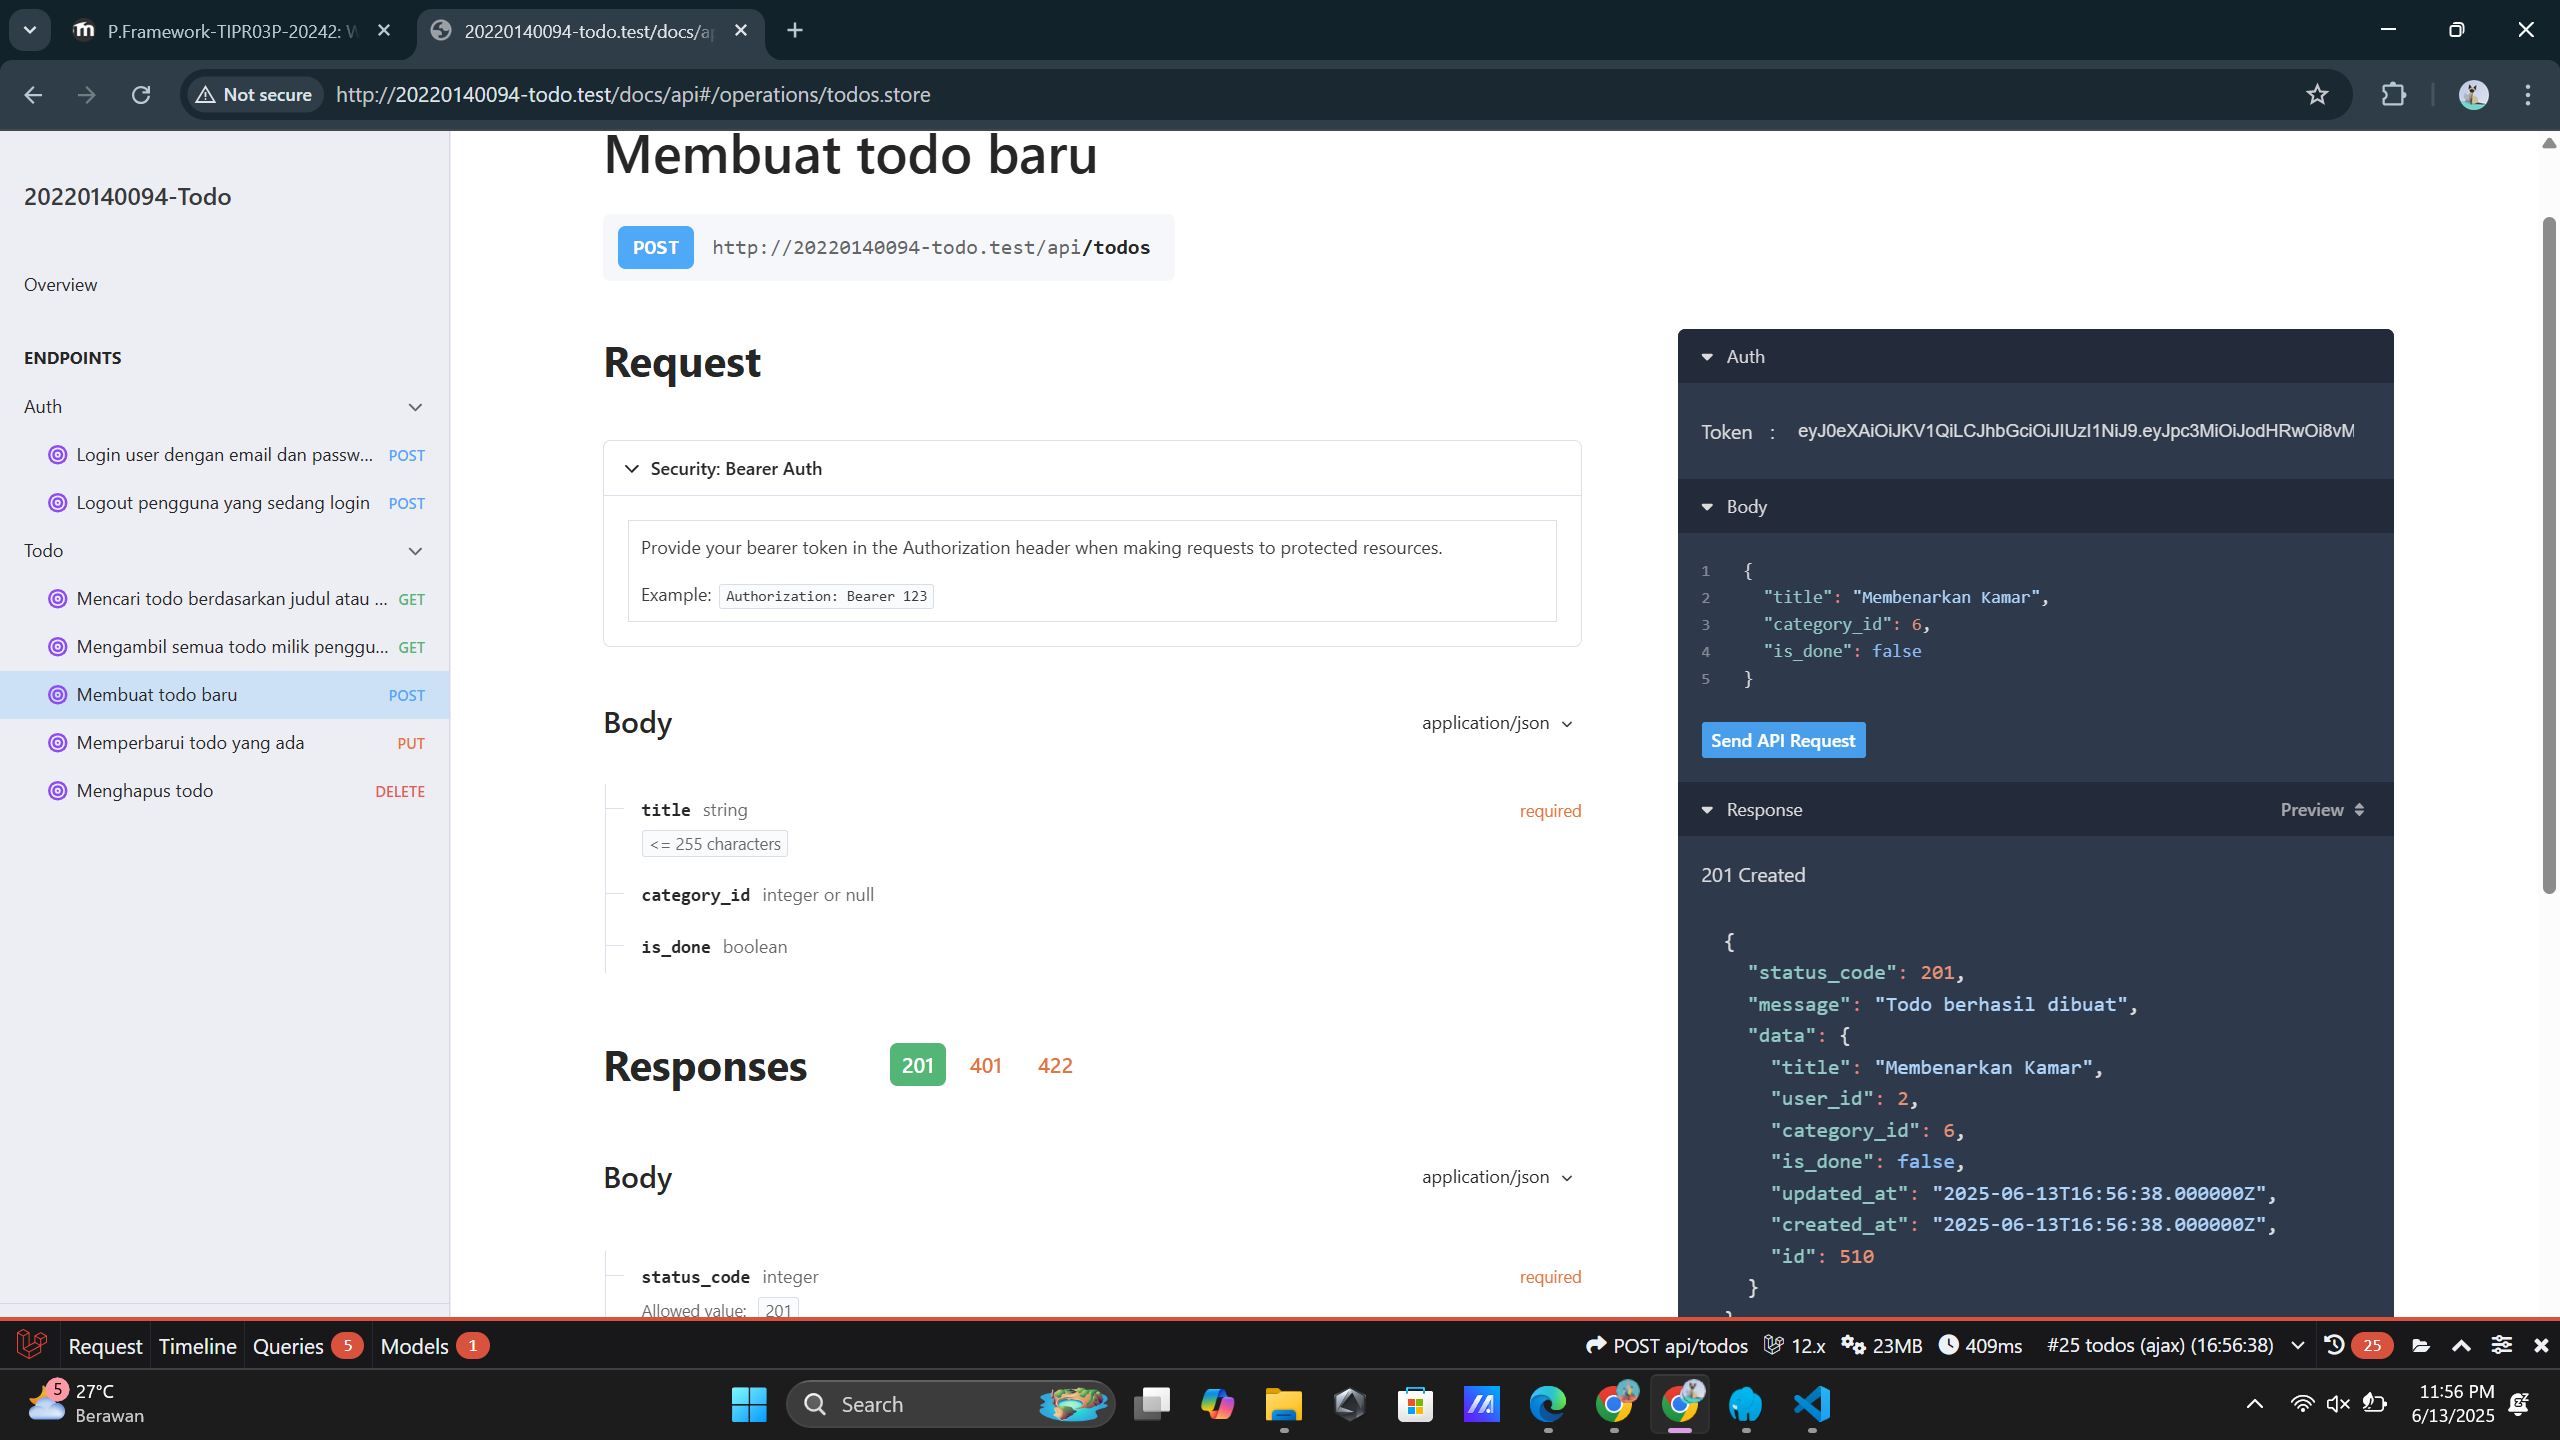 P.Framework-TIPR03P-20242: W
20220140094-todo.test/docs/ap
Not secure
http://20220140094-todo.test/docs/api#/operations/todos.store
20220140094-Todo
Overview
ENDPOINTS
Auth
Login user dengan email dan passw... POST
Logout pengguna yang sedang login POST
Todo
Mencari todo berdasarkan judul atau ... GET
Mengambil semua todo milik penggu... GET
Membuat todo baru POST
Memperbarui todo yang ada PUT
Menghapus todo DELETE
Membuat todo baru
POST http://20220140094-todo.test/api/todos
Request
Security: Bearer Auth
Provide your bearer token in the Authorization header when making requests to protected resources.
Example: Authorization: Bearer 123
Body application/json
title string required
<= 255 characters
category_id integer or null
is_done boolean
Responses 201 401 422
Body application/json
status_code integer required
Allowed value: 201
Auth
Token : eyJ0eXAiOiJKV1QiLCJhbGciOiJIUzI1NiJ9.eyJpc3MiOiJodHRwOi8vM
Body
1 {
2 "title": "Membenarkan Kamar",
3 "category_id": 6,
4 "is_done": false
5 }
Send API Request
Response Preview
201 Created
{
"status_code": 201,
"message": "Todo berhasil dibuat",
"data": {
"title": "Membenarkan Kamar",
"user_id": 2,
"category_id": 6,
"is_done": false,
"updated_at": "2025-06-13T16:56:38.000000Z",
"created_at": "2025-06-13T16:56:38.000000Z",
"id": 510
}
}
Request Timeline Queries 5 Models 1 POST api/todos 12.x 23MB 409ms #25 todos (ajax) (16:56:38) 25
5 27°C
Berawan
Search
11:56 PM
6/13/2025